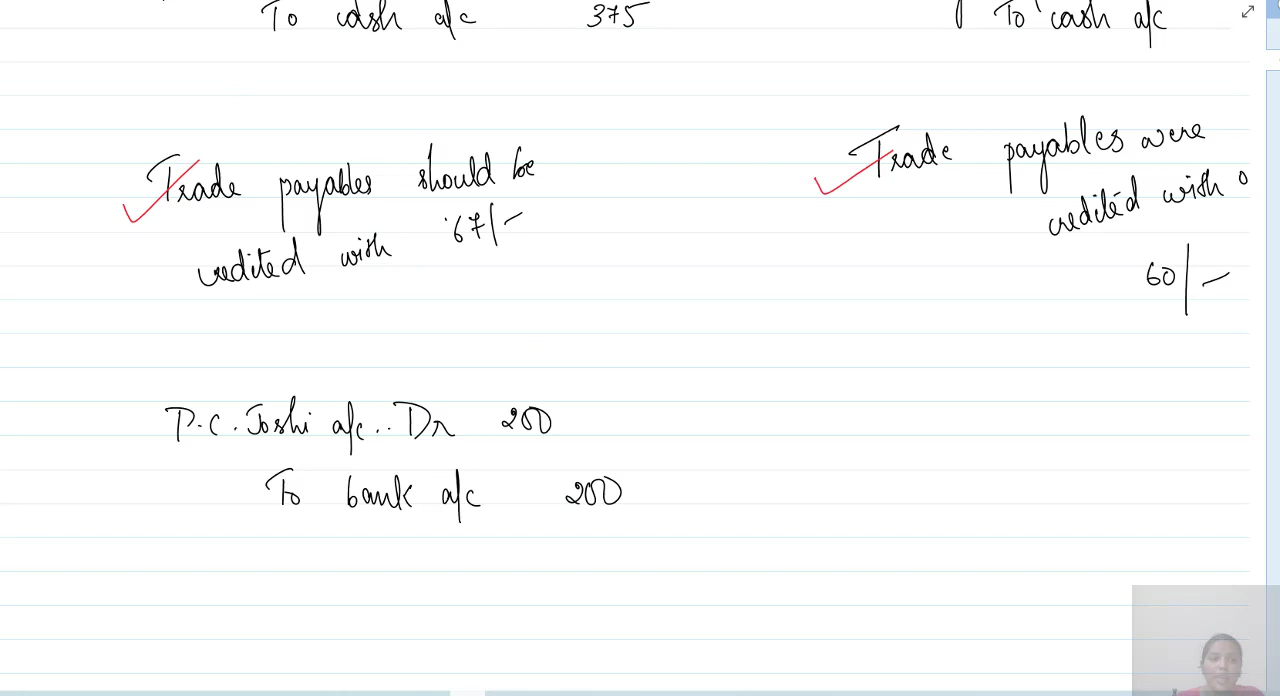 To cash a/c 375
To cash a/c
Trade payables should be
credited with 67/-
Trade payables were
credited with
60/-
P.C. Joshi a/c .. Dr 200
To bank a/c 200